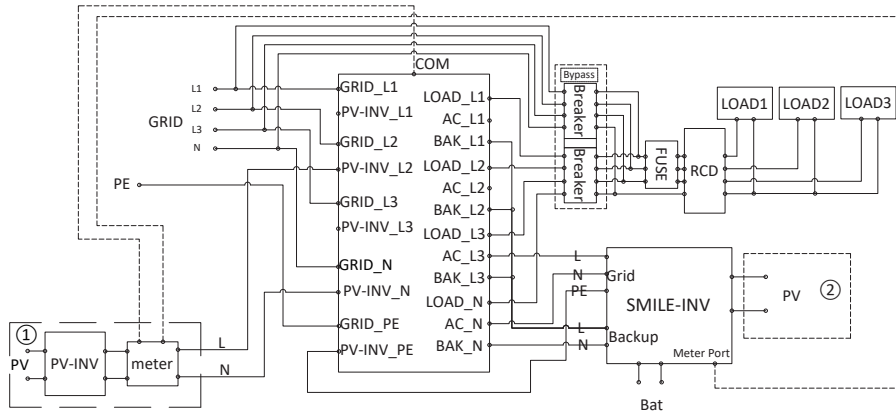 COM
Bypass
Breaker
Breaker
L1
L2
GRID
L3
N
PE
GRID_L1
PV-INV_L1
GRID_L2
PV-INV_L2
GRID_L3
PV-INV_L3
GRID_N
PV-INV_N
GRID_PE
PV-INV_PE
LOAD_L1
AC_L1
BAK_L1
LOAD_L2
AC_L2
BAK_L2
LOAD_L3
AC_L3
BAK_L3
LOAD_N
AC_N
BAK_N
FUSE
RCD
LOAD1
LOAD2
LOAD3
L
N
PE
Grid
SMILE-INV
L
N
Backup
Meter Port
Bat
PV
②
①
PV
PV-INV
meter
L
N